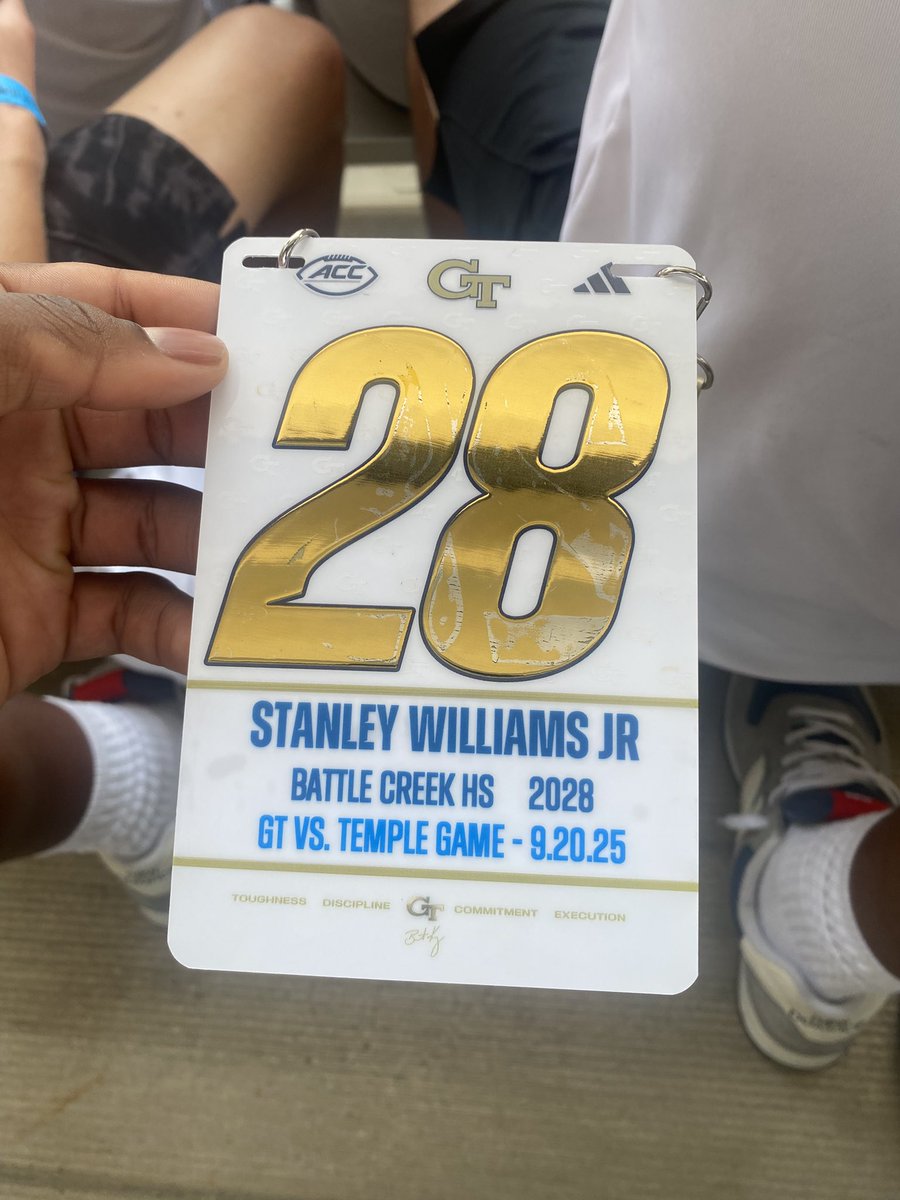 ACC GT
28
STANLEY WILLIAMS JR
BATTLE CREEK HS 2028
GT VS. TEMPLE GAME - 9.20.25
TOUGHNESS DISCIPLINE GT COMMITMENT EXECUTION